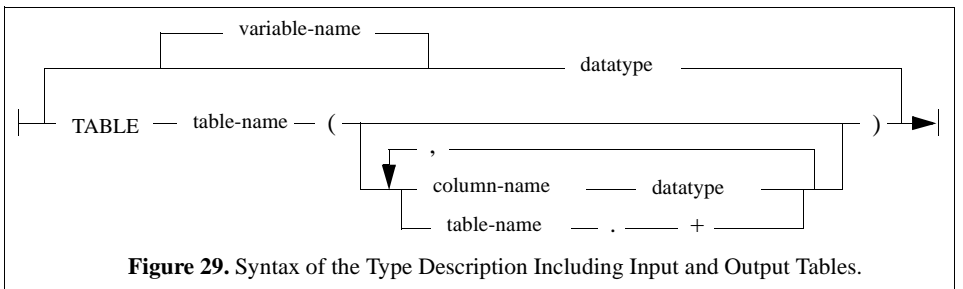 variable-name
datatype
TABLE table-name ( )
,
column-name datatype
table-name . +
Figure 29. Syntax of the Type Description Including Input and Output Tables.